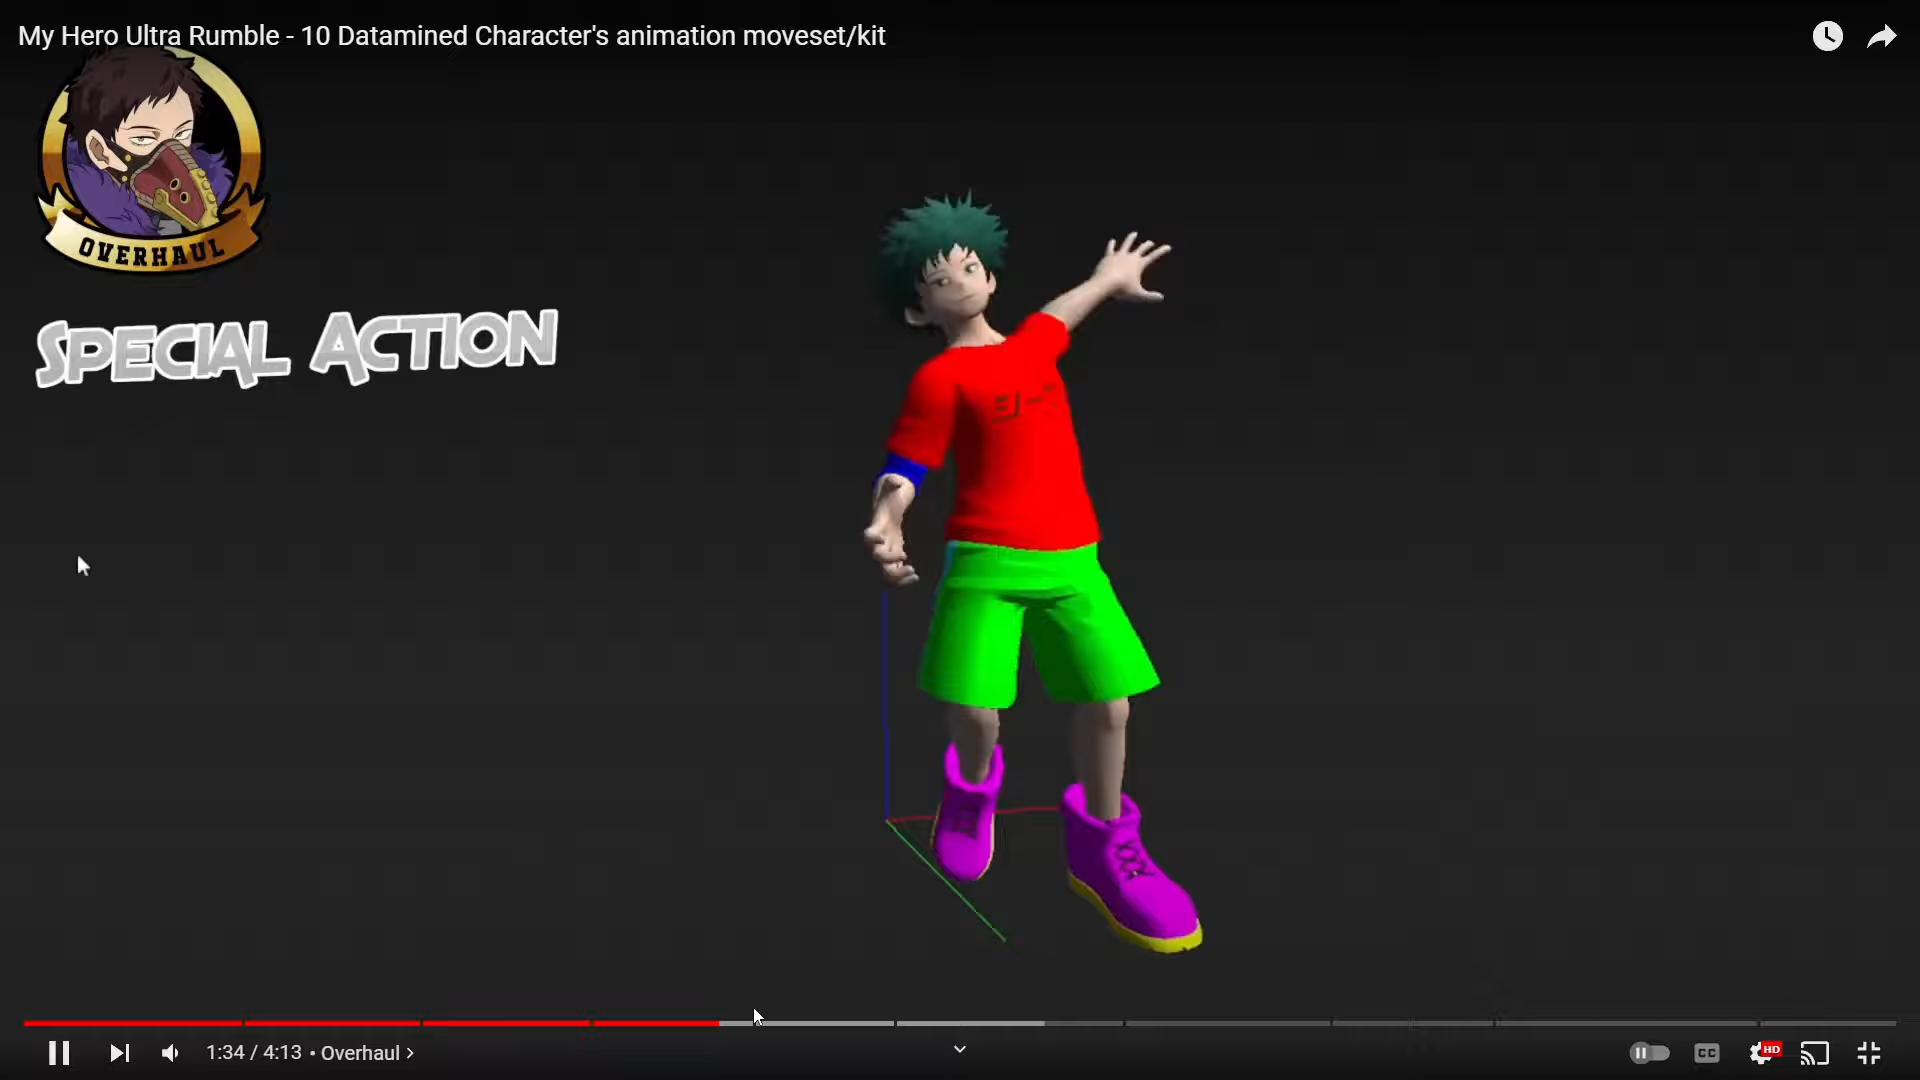 My Hero Ultra Rumble - 10 Datamined Character's animation moveset/kit
OVERHAUL
SPECIAL ACTION
1:34 / 4:13 • Overhaul
CC
HD